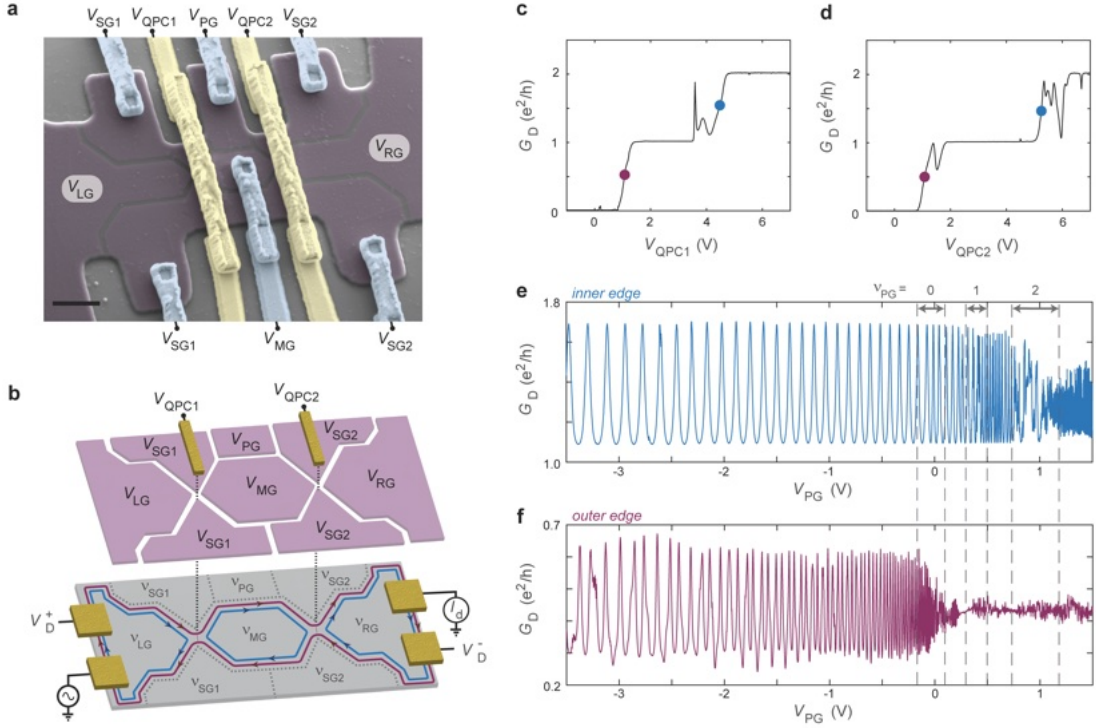 a
V_SG1 V_QPC1 V_PG V_QPC2 V_SG2
V_LG
V_RG
V_SG1 V_MG V_SG2
b
V_QPC1
V_QPC2
V_SG1 V_PG V_SG2
V_LG V_MG V_RG
V_SG1 V_SG2
ν_SG1 ν_PG ν_SG2
V_D^+
ν_LG ν_MG ν_RG
I_d
V_D^-
ν_SG1 ν_SG2
c
G_D (e²/h)
2
1
0
0 2 4 6
V_QPC1 (V)
d
G_D (e²/h)
2
1
0
0 2 4 6
V_QPC2 (V)
e
inner edge
ν_PG = 0 1 2
1.8
G_D (e²/h)
1.0
-3 -2 -1 0 1
V_PG (V)
f
outer edge
0.7
G_D (e²/h)
0.2
-3 -2 -1 0 1
V_PG (V)